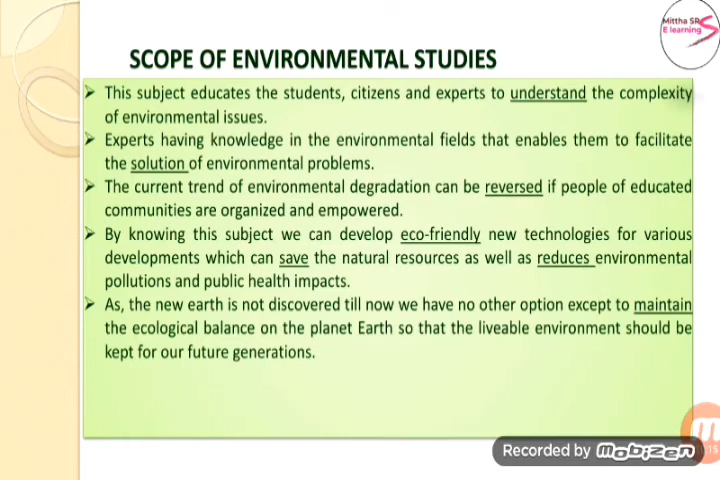 Mittha SR
E learning
S
SCOPE OF ENVIRONMENTAL STUDIES
➢ This subject educates the students, citizens and experts to understand the complexity
of environmental issues.
➢ Experts having knowledge in the environmental fields that enables them to facilitate
the solution of environmental problems.
➢ The current trend of environmental degradation can be reversed if people of educated
communities are organized and empowered.
➢ By knowing this subject we can develop eco-friendly new technologies for various
developments which can save the natural resources as well as reduces environmental
pollutions and public health impacts.
➢ As, the new earth is not discovered till now we have no other option except to maintain
the ecological balance on the planet Earth so that the liveable environment should be
kept for our future generations.
Recorded by mobizen